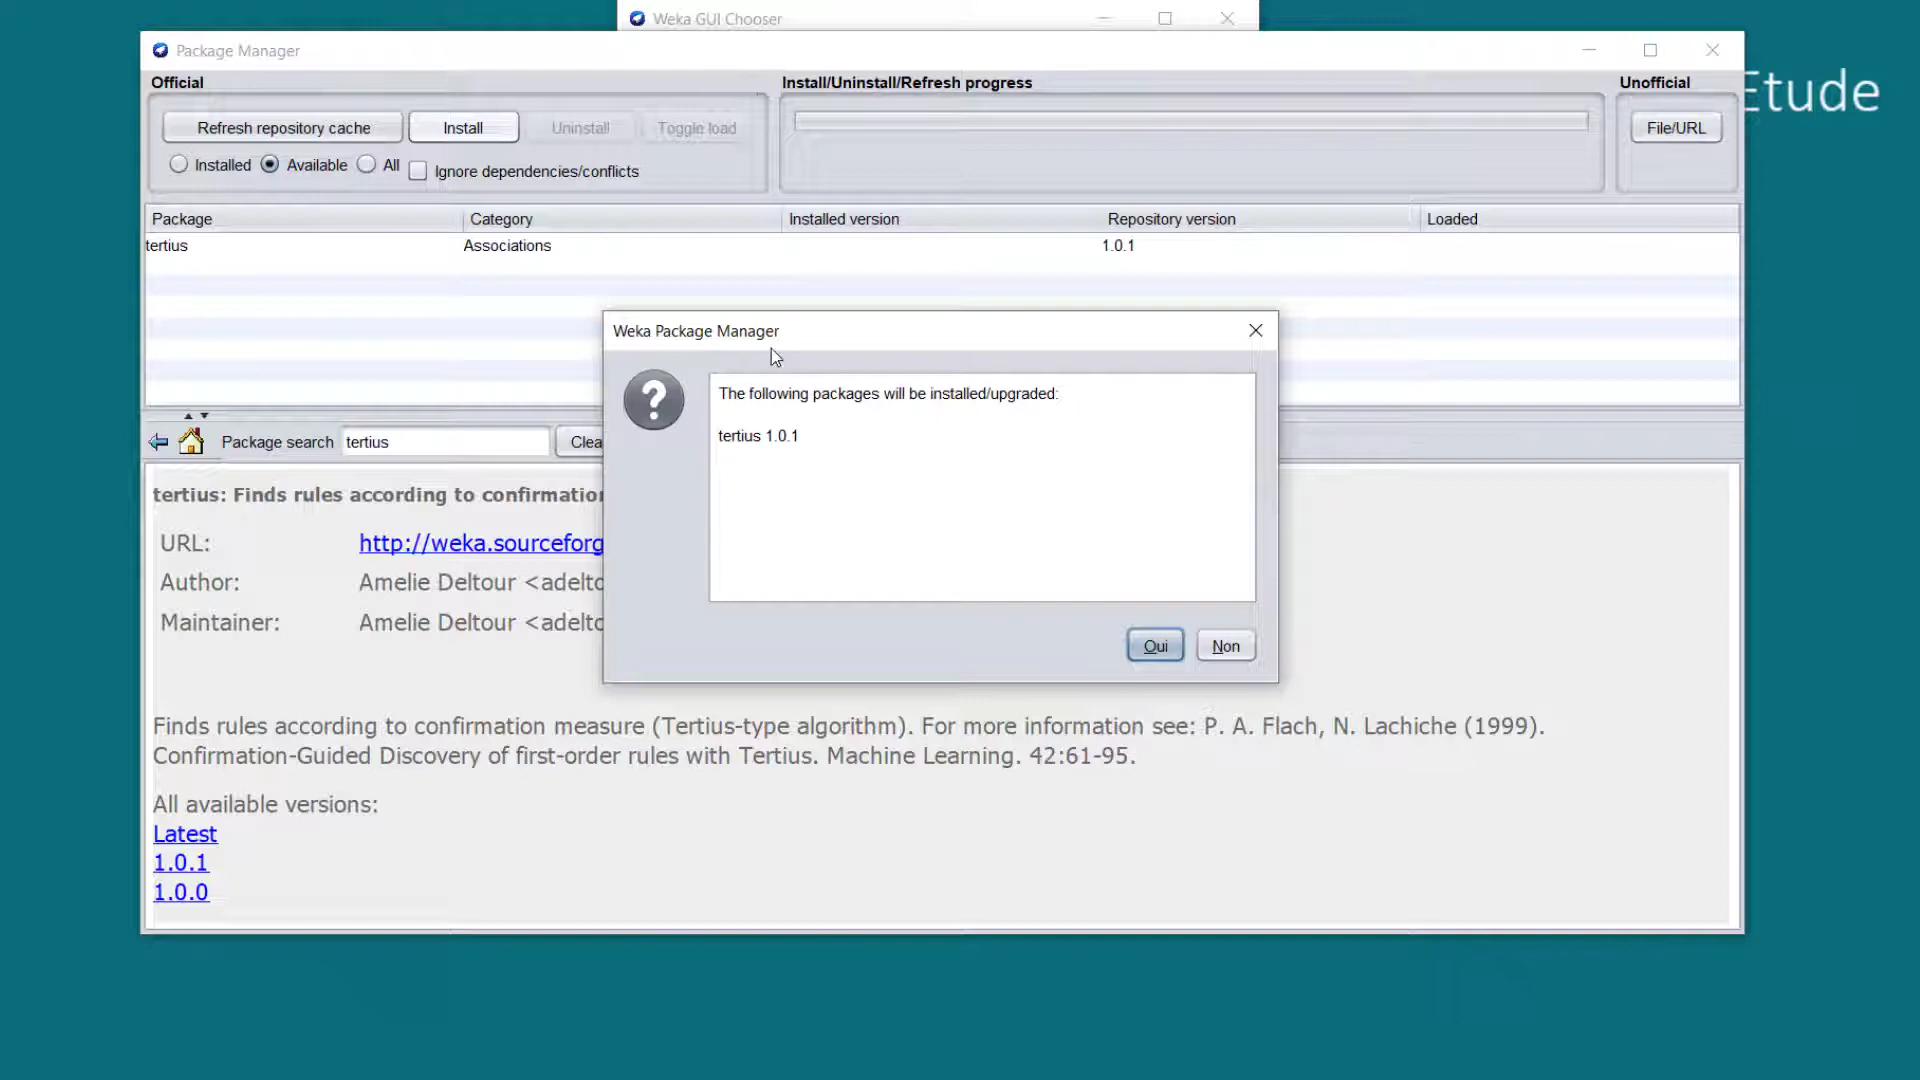 Weka GUI Chooser
Package Manager
Etude
Official
Install/Uninstall/Refresh progress
Unofficial
Refresh repository cache
Install
Uninstall
Toggle load
File/URL
Installed
Available
All
Ignore dependencies/conflicts
Package
Category
Installed version
Repository version
Loaded
tertius
Associations
1.0.1
Weka Package Manager
The following packages will be installed/upgraded:
tertius 1.0.1
Oui
Non
Package search
tertius
Clea
tertius: Finds rules according to confirmation
URL:
http://weka.sourceforg
Author:
Amelie Deltour <adelto
Maintainer:
Amelie Deltour <adelto
Finds rules according to confirmation measure (Tertius-type algorithm). For more information see: P. A. Flach, N. Lachiche (1999).
Confirmation-Guided Discovery of first-order rules with Tertius. Machine Learning. 42:61-95.
All available versions:
Latest
1.0.1
1.0.0